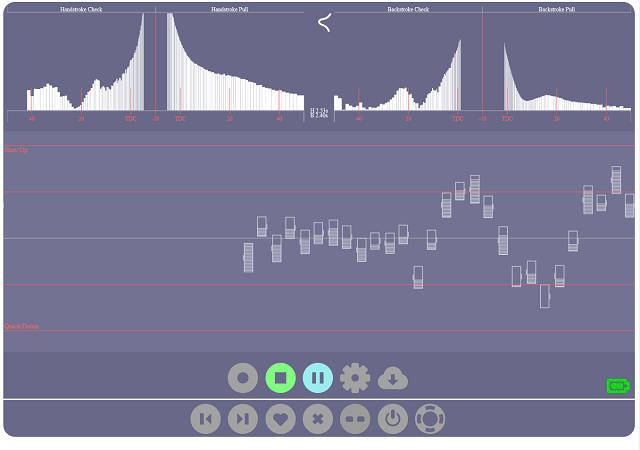 Handstroke Check Handstroke Pull Backstroke Check Backstroke Pull
40 20 TDC -10 TDC 20 40 H 2.53s 40 20 TDC -10 TDC 20 40
B 2.40s
Slow/Up
Quick/Down